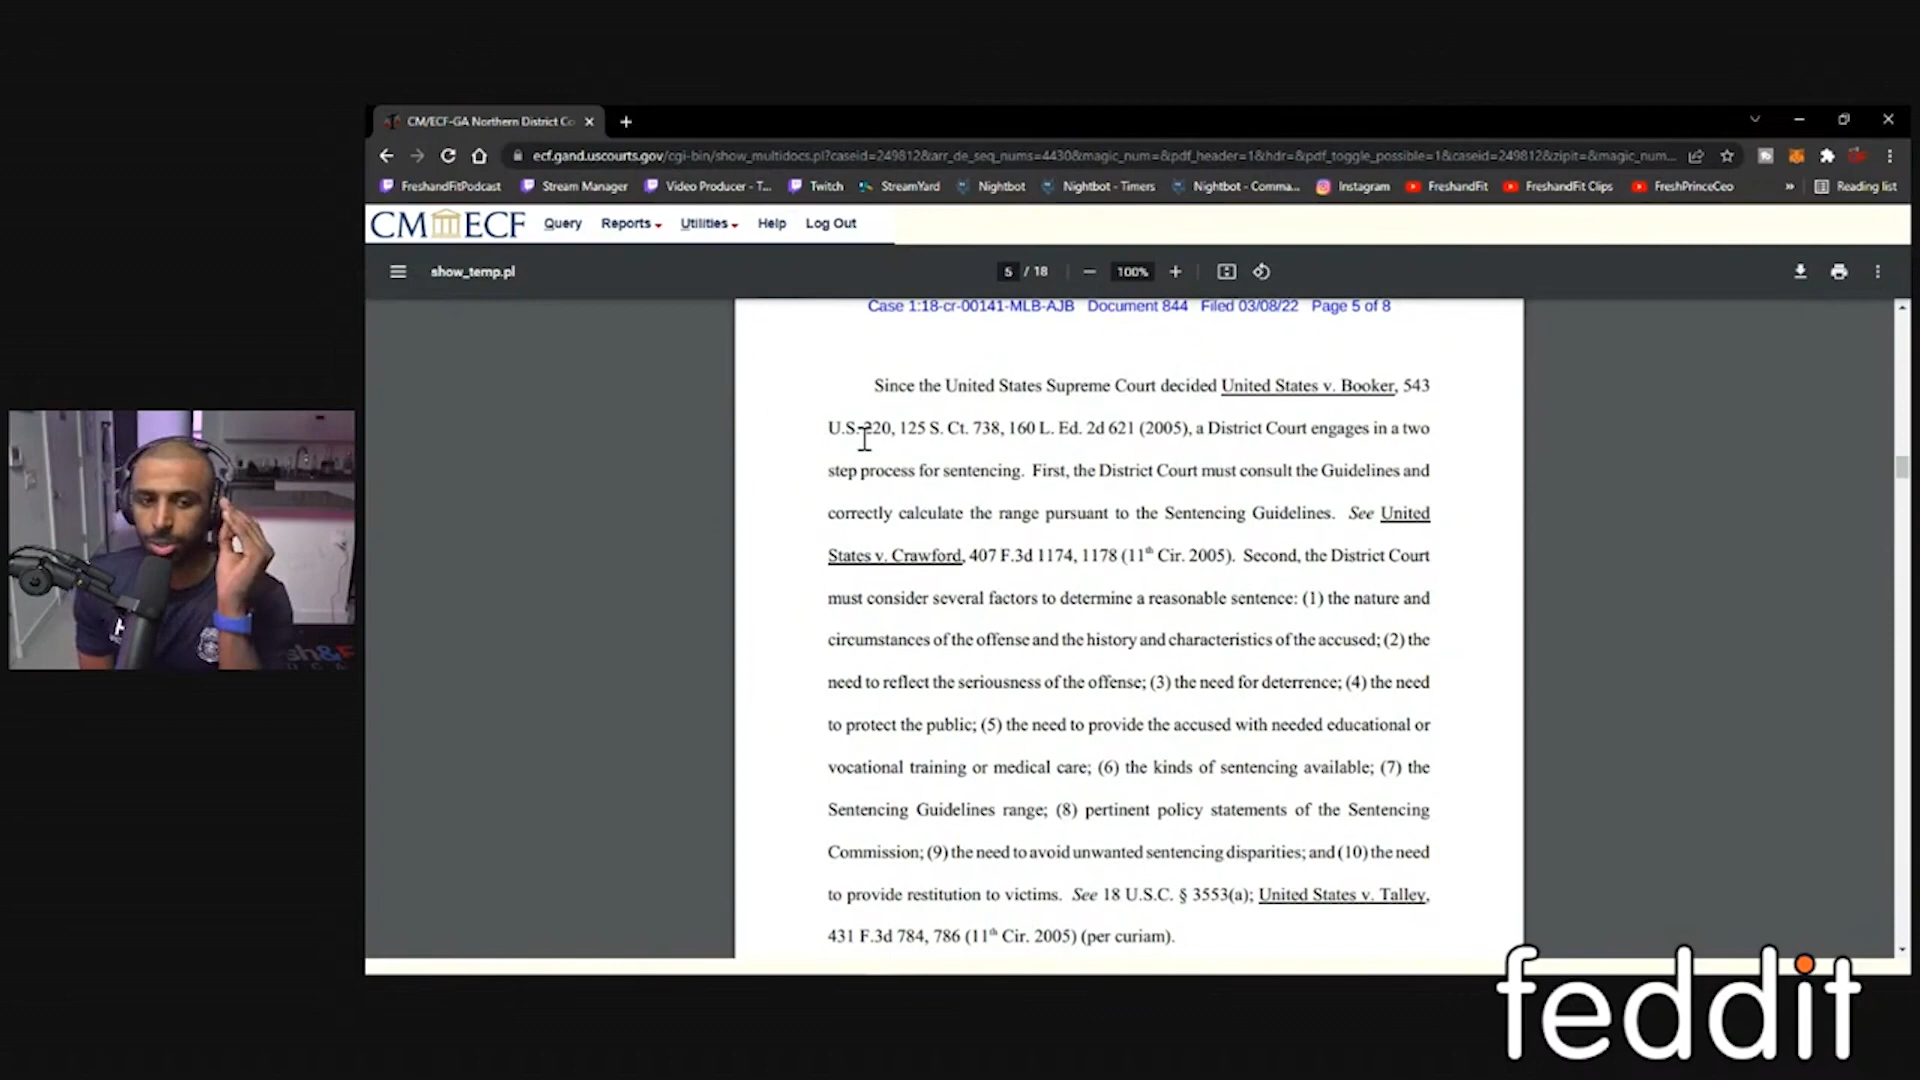 CM/ECF-GA Northern District Co
ecf.gand.uscourts.gov/cgi-bin/show_multidocs.pl?caseid=249812&arr_de_seq_nums=4430&magic_num=&pdf_header=1&hdr=&pdf_toggle_possible=1&caseid=249812&zipit=&magic_num...
FreshandFitPodcast Stream Manager Video Producer - T... Twitch StreamYard Nightbot Nightbot - Timers Nightbot - Comma... Instagram FreshandFit FreshandFit Clips FreshPrinceCeo » Reading list
CM ECF Query Reports Utilities Help Log Out
show_temp.pl 5 / 18 100%
Case 1:18-cr-00141-MLB-AJB Document 844 Filed 03/08/22 Page 5 of 8
Since the United States Supreme Court decided United States v. Booker, 543
U.S. 220, 125 S. Ct. 738, 160 L. Ed. 2d 621 (2005), a District Court engages in a two
step process for sentencing. First, the District Court must consult the Guidelines and
correctly calculate the range pursuant to the Sentencing Guidelines. See United
States v. Crawford, 407 F.3d 1174, 1178 (11th Cir. 2005). Second, the District Court
must consider several factors to determine a reasonable sentence: (1) the nature and
circumstances of the offense and the history and characteristics of the accused; (2) the
need to reflect the seriousness of the offense; (3) the need for deterrence; (4) the need
to protect the public; (5) the need to provide the accused with needed educational or
vocational training or medical care; (6) the kinds of sentencing available; (7) the
Sentencing Guidelines range; (8) pertinent policy statements of the Sentencing
Commission; (9) the need to avoid unwanted sentencing disparities; and (10) the need
to provide restitution to victims. See 18 U.S.C. § 3553(a); United States v. Talley,
431 F.3d 784, 786 (11th Cir. 2005) (per curiam).
feddit